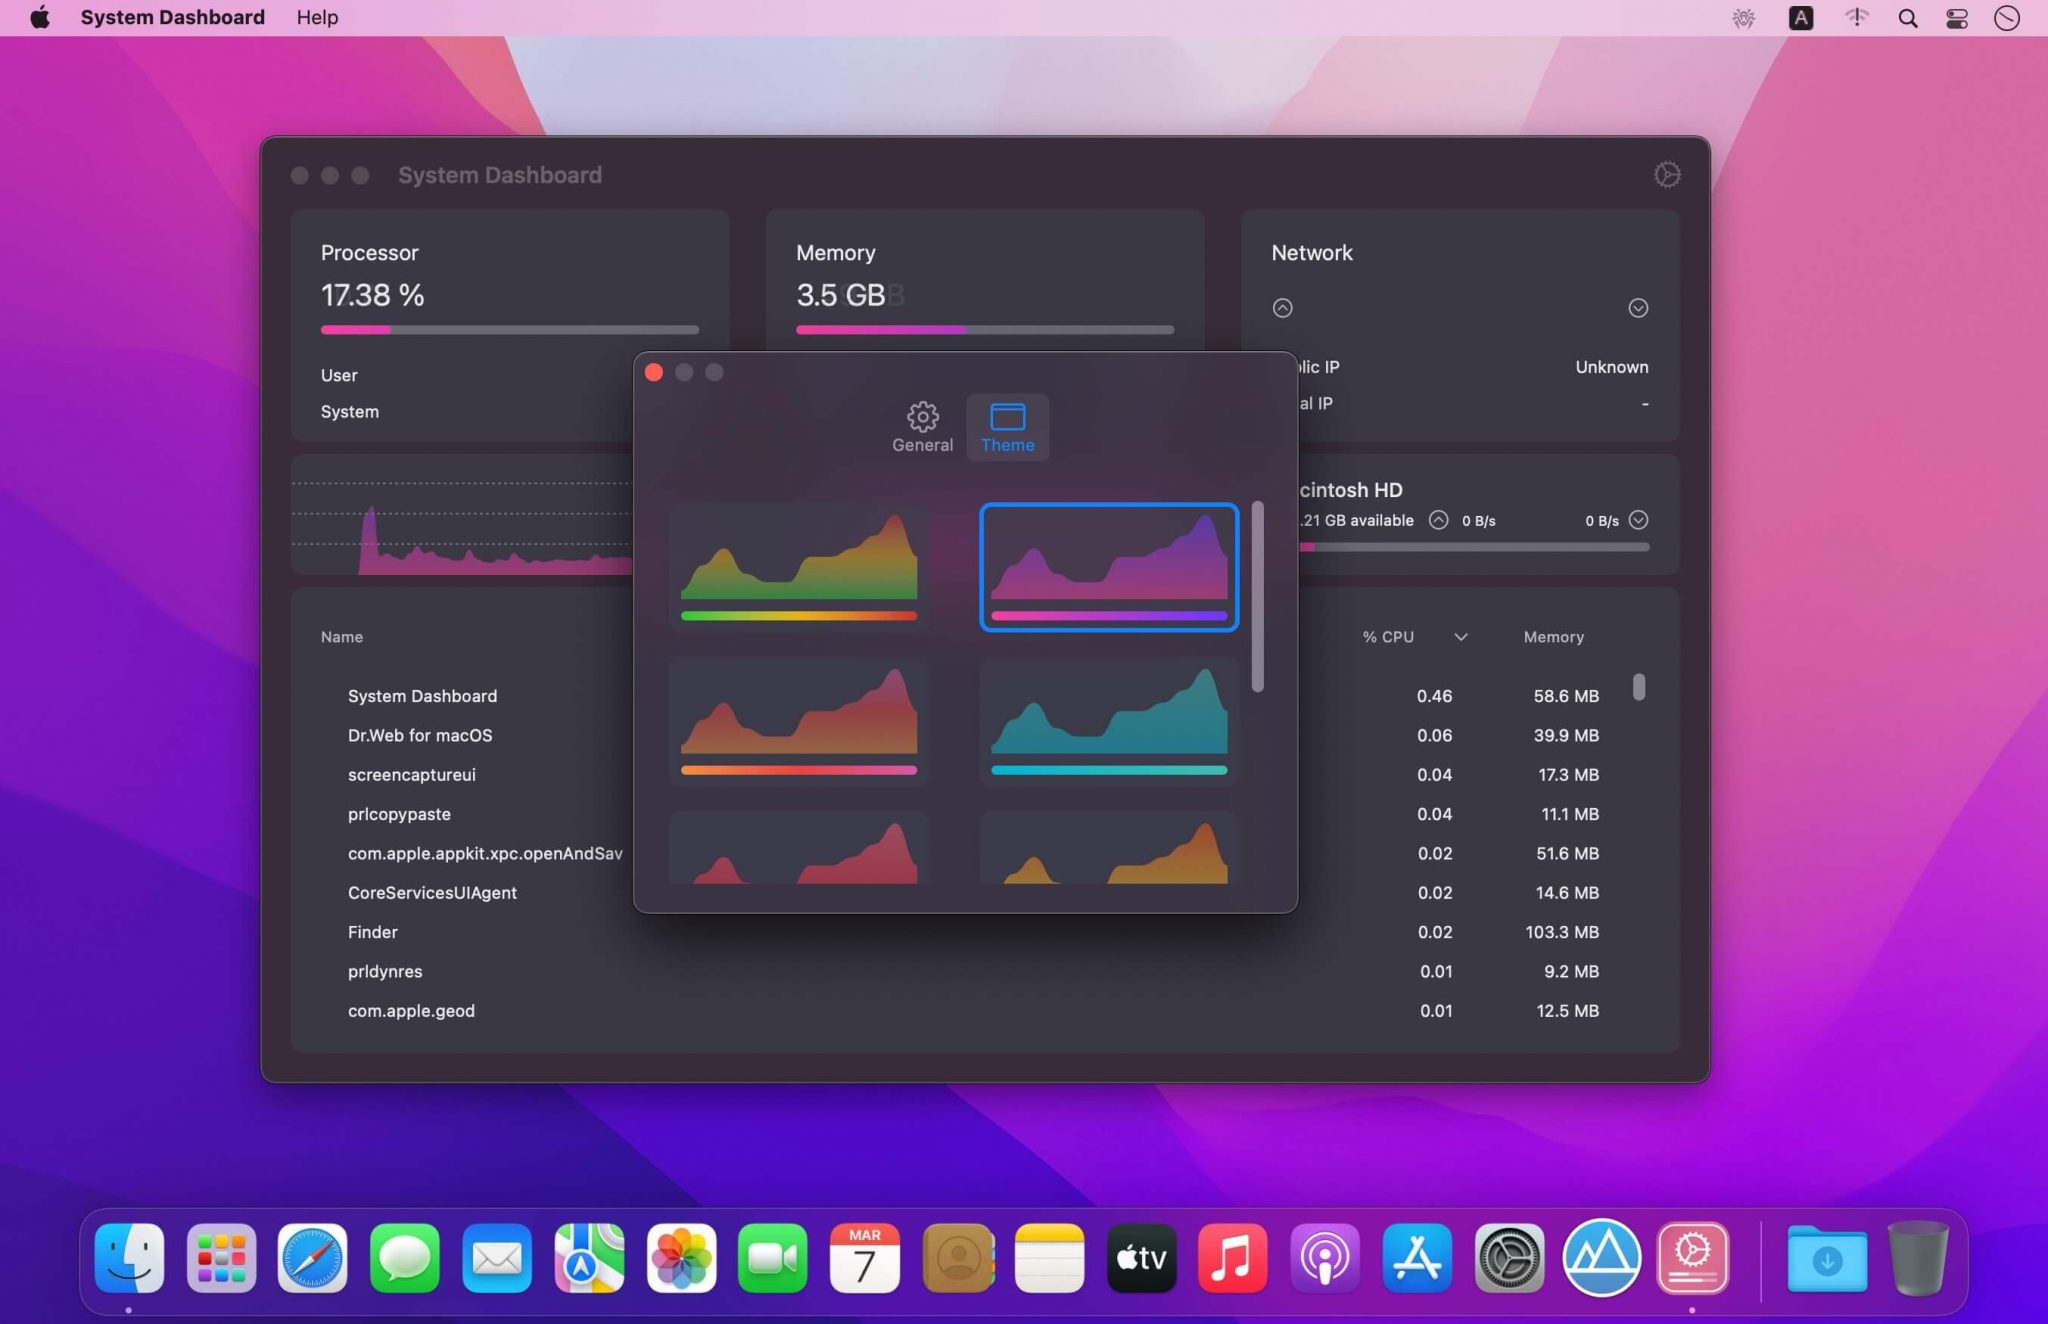 System Dashboard Help A
System Dashboard
Processor
17.38 %
User
System
Memory
3.5 GB
Network
lic IP Unknown
al IP -
General Theme
cintosh HD
.21 GB available 0 B/s 0 B/s
Name % CPU Memory
System Dashboard 0.46 58.6 MB
Dr.Web for macOS 0.06 39.9 MB
screencaptureui 0.04 17.3 MB
prlcopypaste 0.04 11.1 MB
com.apple.appkit.xpc.openAndSav 0.02 51.6 MB
CoreServicesUIAgent 0.02 14.6 MB
Finder 0.02 103.3 MB
prldynres 0.01 9.2 MB
com.apple.geod 0.01 12.5 MB
MAR
7
tv